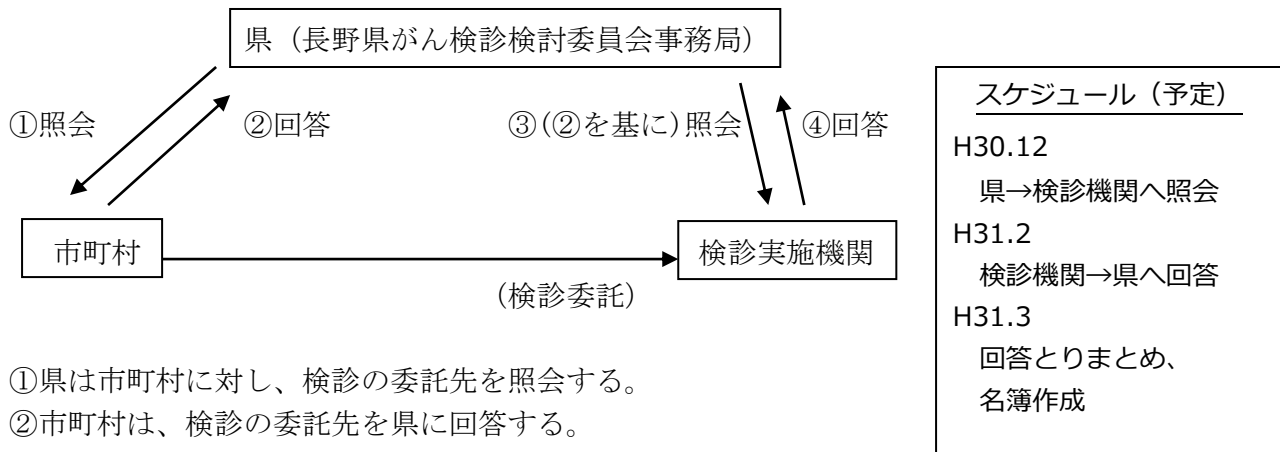 県（長野県がん検診検討委員会事務局）
①照会
②回答
③(②を基に)照会
④回答
市町村
検診実施機関
（検診委託）
①県は市町村に対し、検診の委託先を照会する。
②市町村は、検診の委託先を県に回答する。
スケジュール（予定）
H30.12
県→検診機関へ照会
H31.2
検診機関→県へ回答
H31.3
回答とりまとめ、
名簿作成